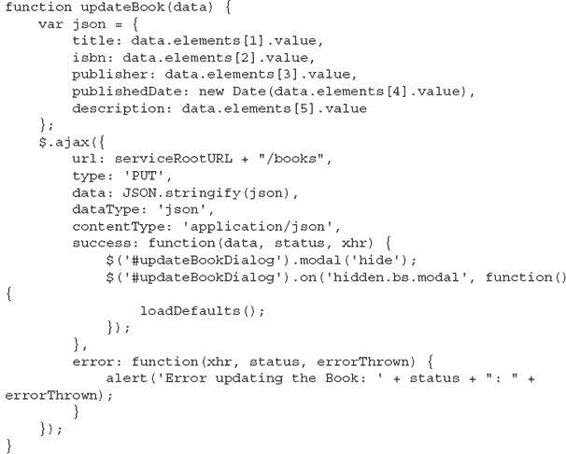 function updateBook(data) {
    var json = {
        title: data.elements[1].value,
        isbn: data.elements[2].value,
        publisher: data.elements[3].value,
        publishedDate: new Date(data.elements[4].value),
        description: data.elements[5].value
    };
    $.ajax({
        url: serviceRootURL + "/books",
        type: 'PUT',
        data: JSON.stringify(json),
        dataType: 'json',
        contentType: 'application/json',
        success: function(data, status, xhr) {
            $('#updateBookDialog').modal('hide');
            $('#updateBookDialog').on('hidden.bs.modal', function()
{
                loadDefaults();
            });
        },
        error: function(xhr, status, errorThrown) {
            alert('Error updating the Book: ' + status + ": " +
errorThrown);
        }
    });
}